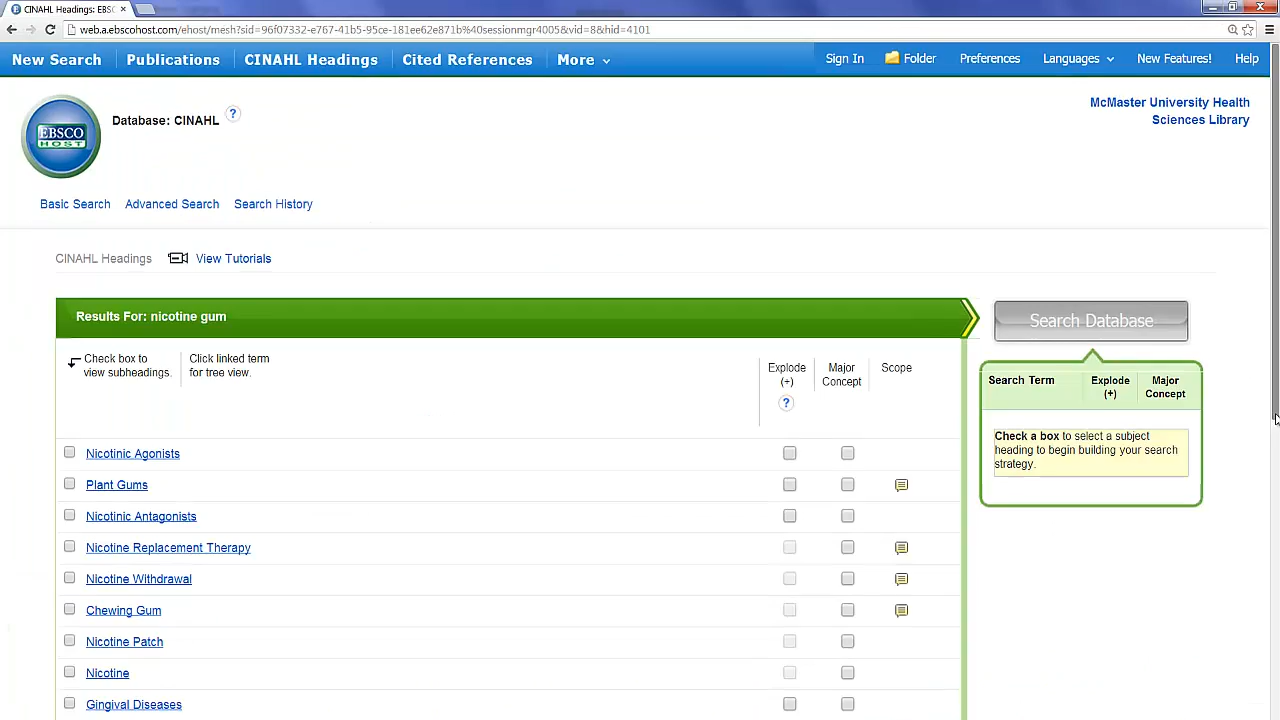 CINAHL Headings: EBSC ×
web.a.ebscohost.com/ehost/mesh?sid=96f07332-e767-41b5-95ce-181ee62e871b%40sessionmgr4005&vid=8&hid=4101
New Search Publications CINAHL Headings Cited References More Sign In Folder Preferences Languages New Features! Help
McMaster University Health
Sciences Library
Database: CINAHL ?
EBSCO
HOST
Basic Search Advanced Search Search History
CINAHL Headings View Tutorials
Results For: nicotine gum
Search Database
Check box to
view subheadings.
Click linked term
for tree view.
Explode
(+)
?
Major
Concept
Scope
Search Term
Explode
(+)
Major
Concept
Check a box to select a subject
heading to begin building your search
strategy.
Nicotinic Agonists
Plant Gums
Nicotinic Antagonists
Nicotine Replacement Therapy
Nicotine Withdrawal
Chewing Gum
Nicotine Patch
Nicotine
Gingival Diseases